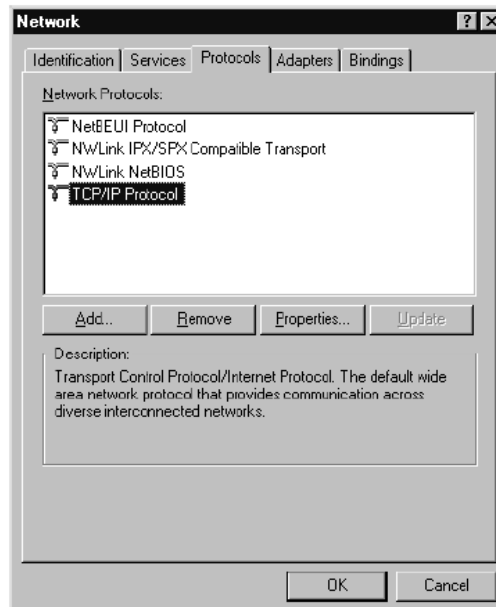 Network
Identification Services Protocols Adapters Bindings
Network Protocols:
NetBEUI Protocol
NWLink IPX/SPX Compatible Transport
NWLink NetBIOS
TCP/IP Protocol
Add... Remove Properties... Update
Description:
Transport Control Protocol/Internet Protocol. The default wide
area network protocol that provides communication across
diverse interconnected networks.
OK Cancel